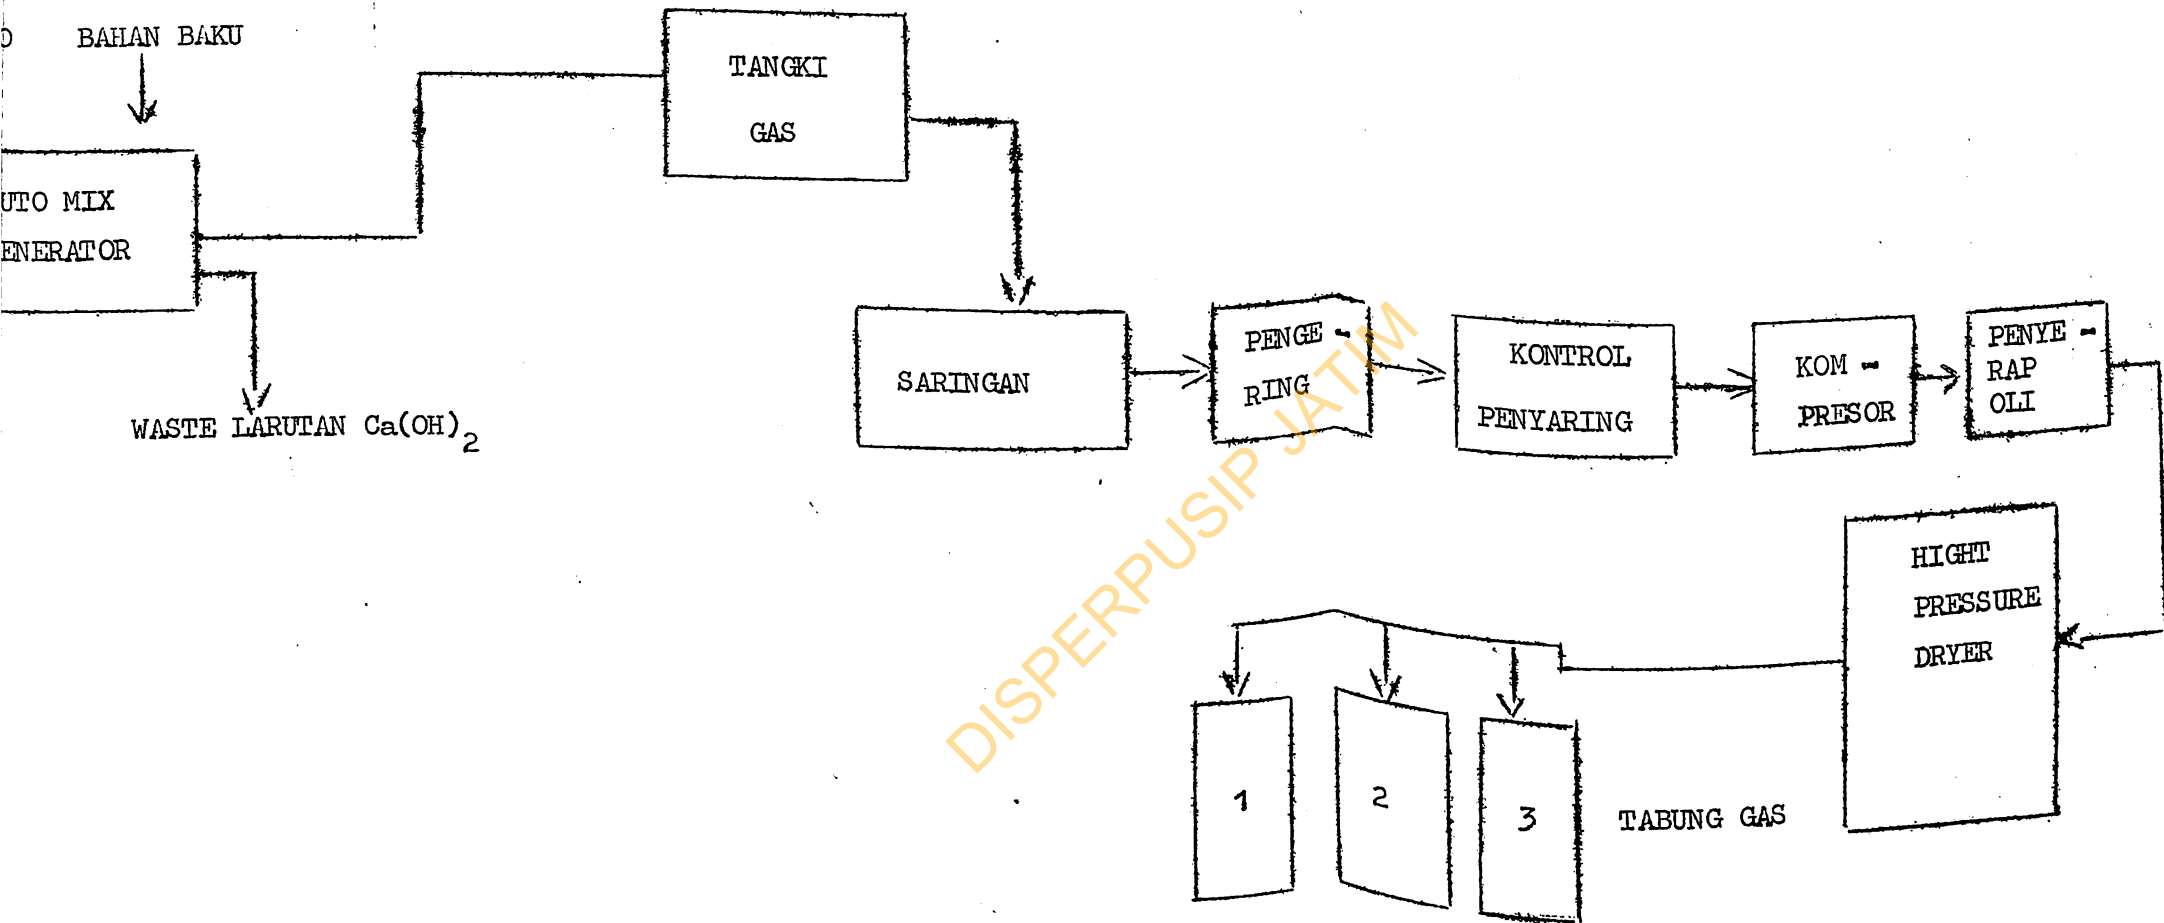 BAHAN BAKU
UTO MIX
ENERATOR
WASTE LARUTAN Ca(OH)2
TANGKI
GAS
SARINGAN
PENGE -
RING
KONTROL
PENYARING
KOM -
PRESOR
PENYE -
RAP
OLI
HIGHT
PRESSURE
DRYER
1
2
3
TABUNG GAS
DISPERPUSIP JATIM